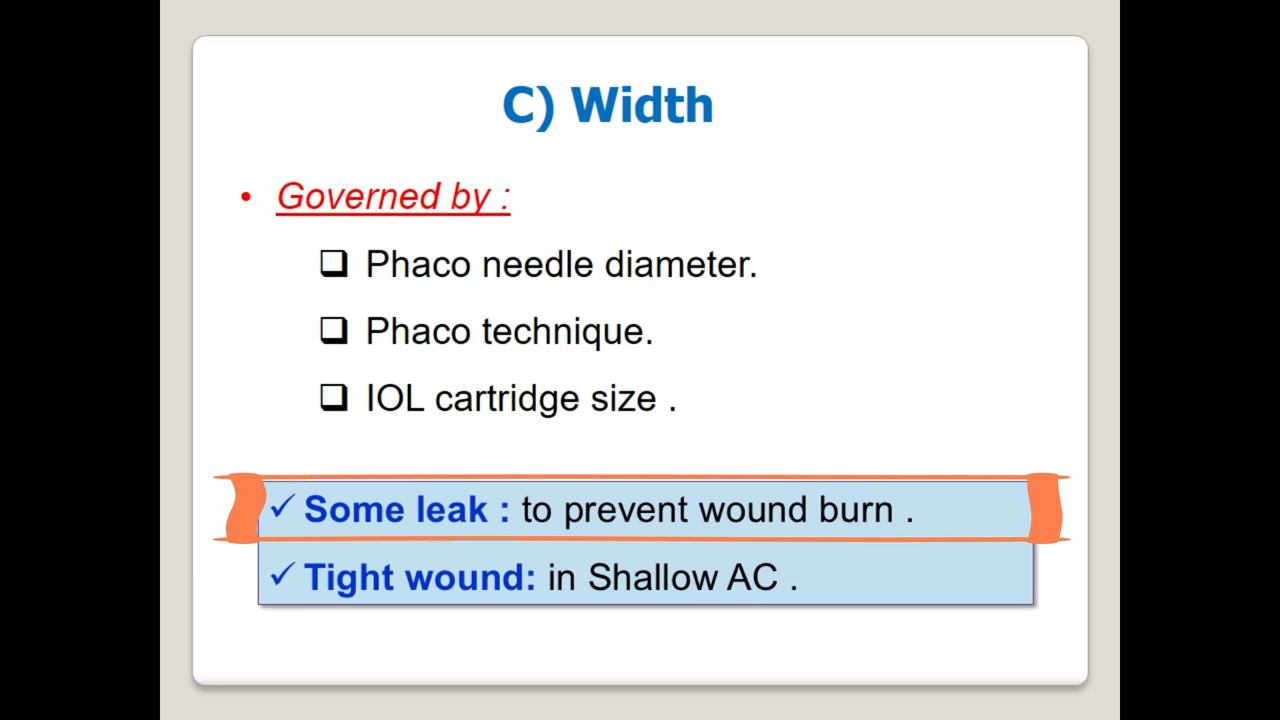 C) Width
• Governed by :
❑ Phaco needle diameter.
❑ Phaco technique.
❑ IOL cartridge size .
✓ Some leak : to prevent wound burn .
✓ Tight wound: in Shallow AC .